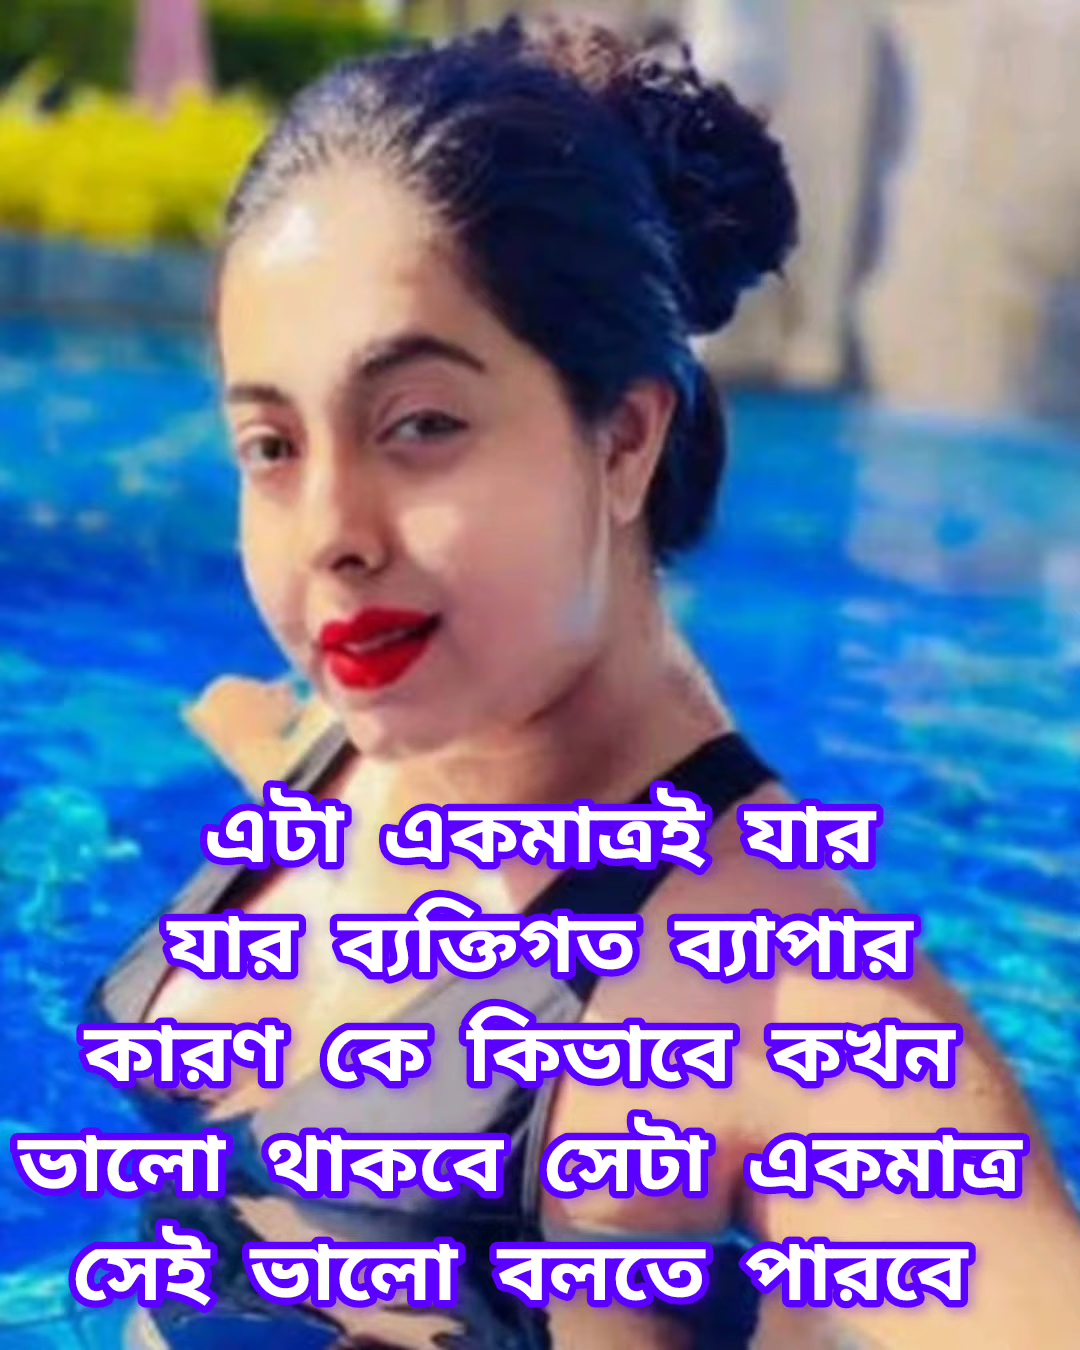 এটা একমাত্রই যার
যার ব্যক্তিগত ব্যাপার
কারণ কে কিভাবে কখন
ভালো থাকবে সেটা একমাত্র
সেই ভালো বলতে পারবে